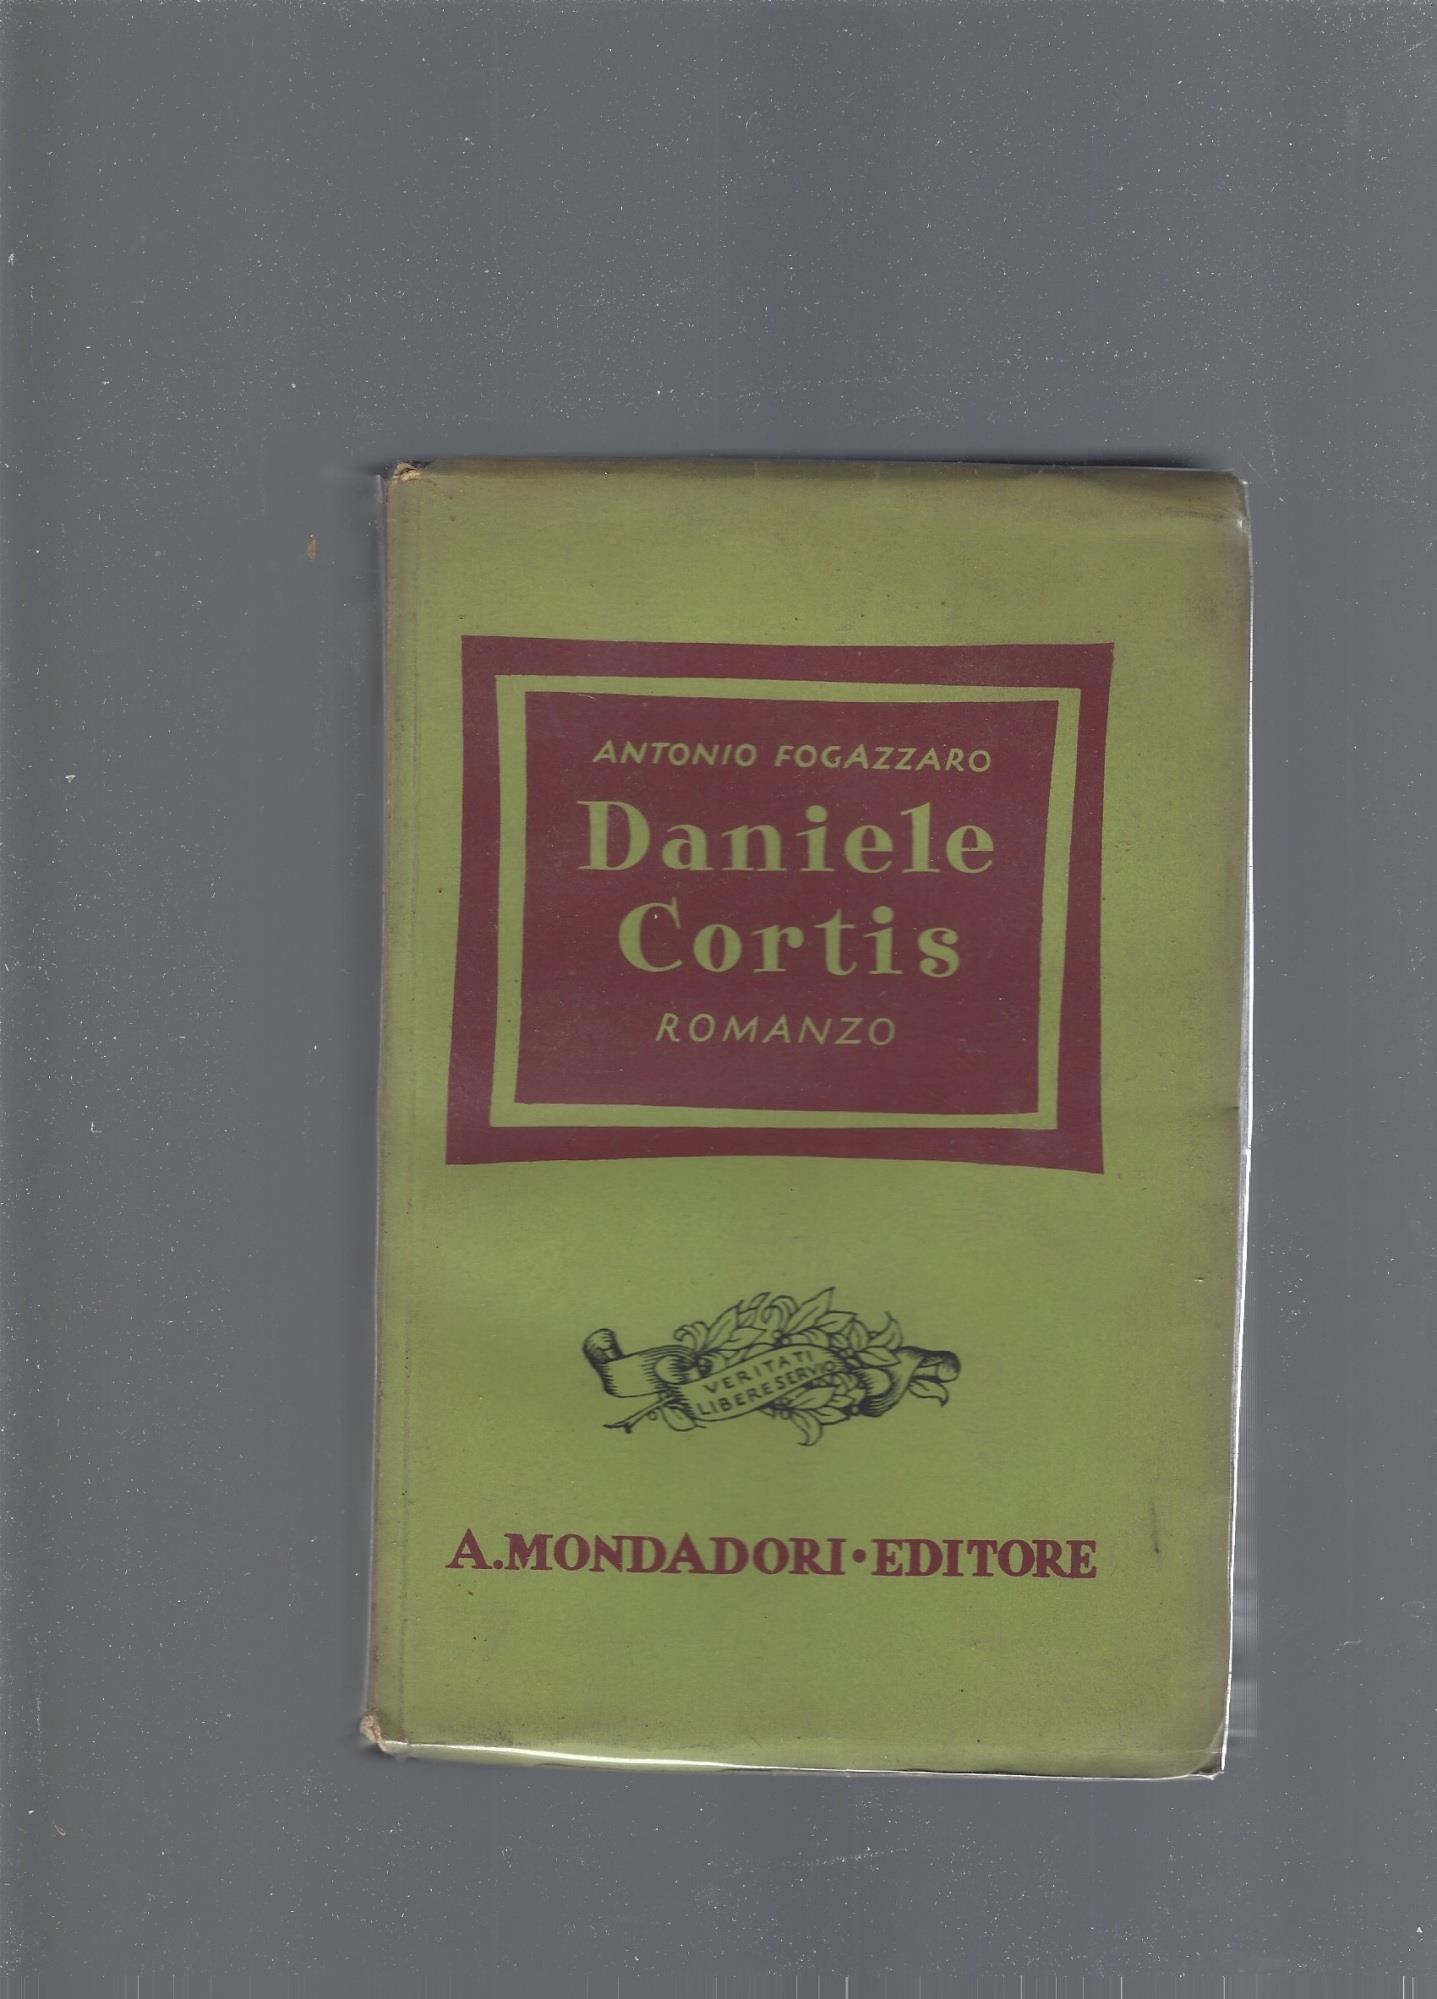 ANTONIO FOGAZZARO
Daniele
Cortis
ROMANZO
VERITATI
LIBERE SERVIO
A. MONDADORI • EDITORE